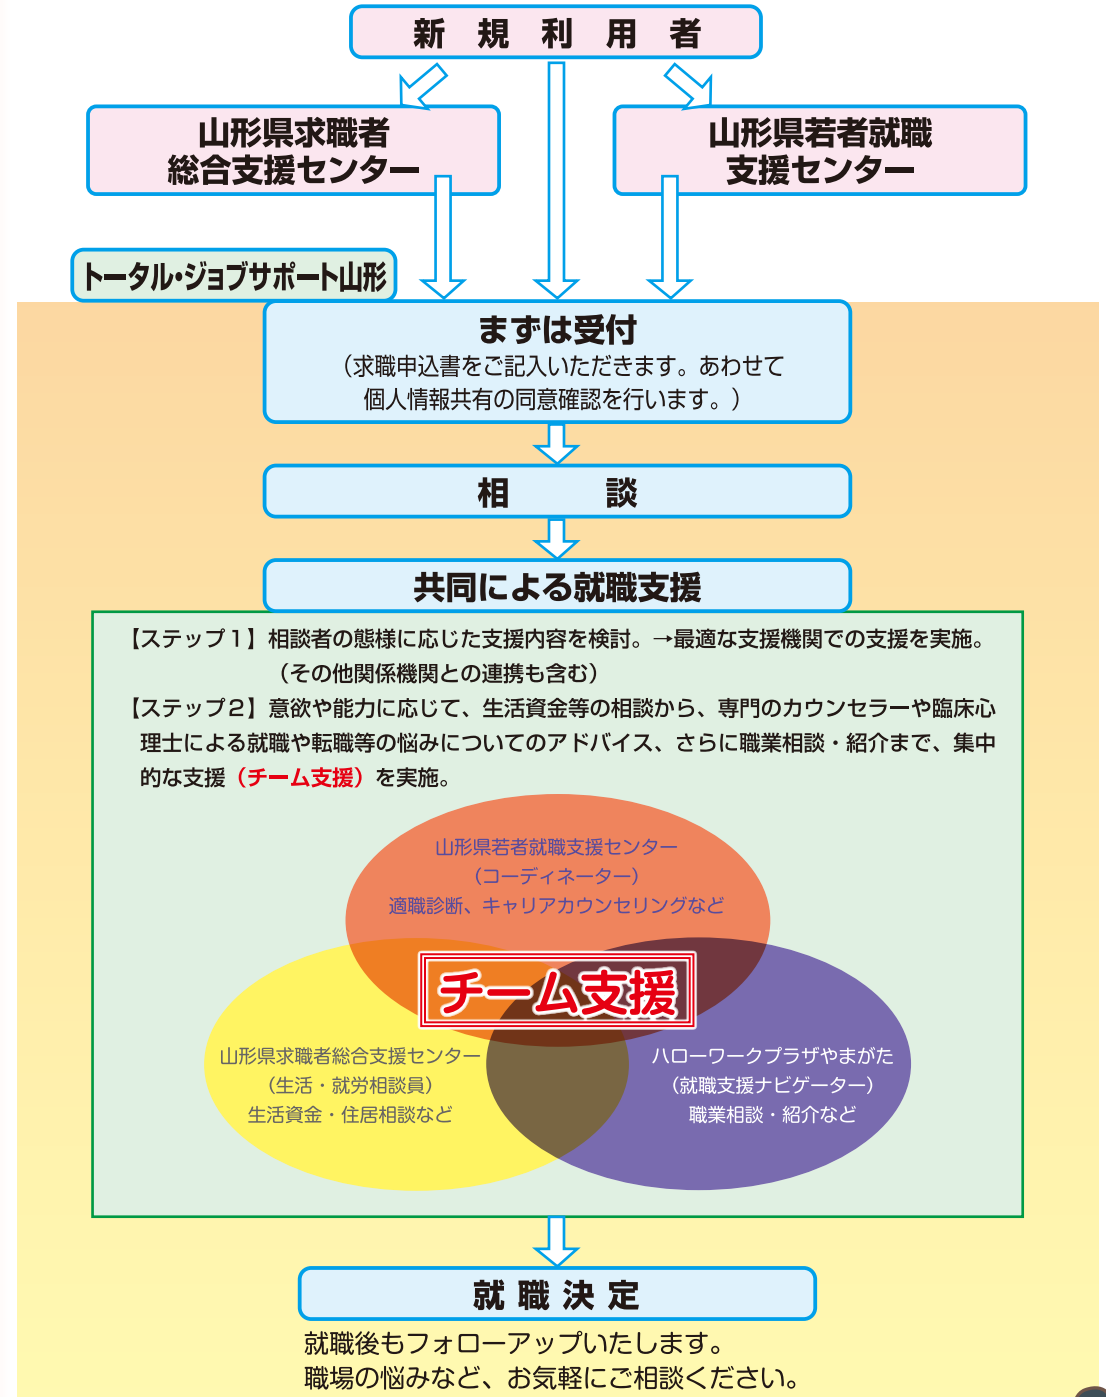 新規利用者
山形県求職者
総合支援センター
山形県若者就職
支援センター
トータル・ジョブサポート山形
まずは受付
（求職申込書をご記入いただきます。あわせて
個人情報共有の同意確認を行います。）
相談
共同による就職支援
【ステップ１】相談者の態様に応じた支援内容を検討。→最適な支援機関での支援を実施。
（その他関係機関との連携も含む）
【ステップ２】意欲や能力に応じて、生活資金等の相談から、専門のカウンセラーや臨床心
理士による就職や転職等の悩みについてのアドバイス、さらに職業相談・紹介まで、集中
的な支援（チーム支援）を実施。
山形県若者就職支援センター
（コーディネーター）
適職診断、キャリアカウンセリングなど
チーム支援
山形県求職者総合支援センター
（生活・就労相談員）
生活資金・住居相談など
ハローワークプラザやまがた
（就職支援ナビゲーター）
職業相談・紹介など
就職決定
就職後もフォローアップいたします。
職場の悩みなど、お気軽にご相談ください。